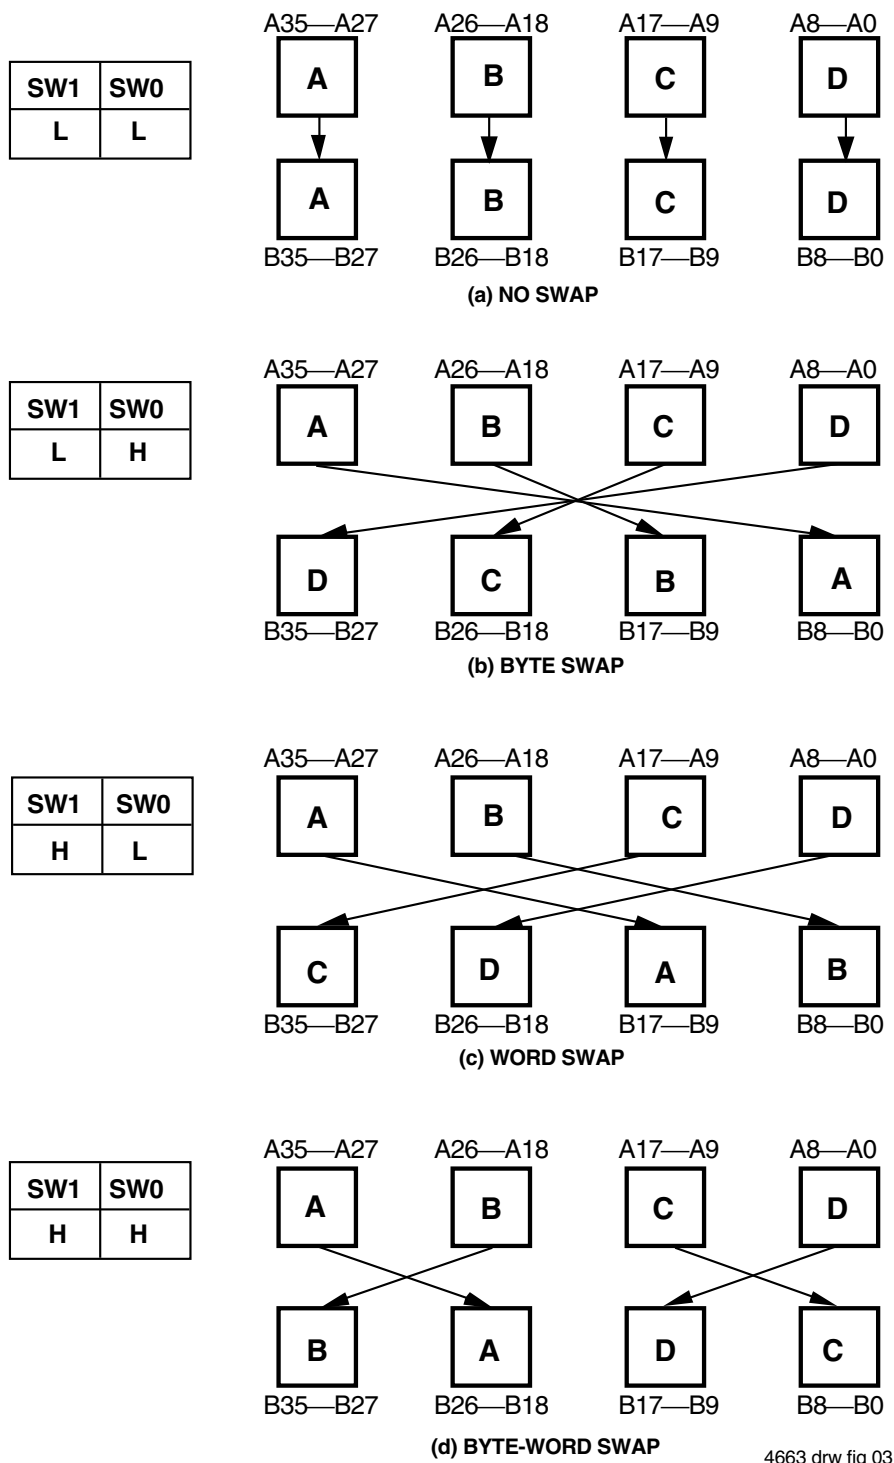 A35—A27 A26—A18 A17—A9 A8—A0
SW1 SW0
L L
A B C D
A B C D
B35—B27 B26—B18 B17—B9 B8—B0
(a) NO SWAP
A35—A27 A26—A18 A17—A9 A8—A0
SW1 SW0
L H
A B C D
D C B A
B35—B27 B26—B18 B17—B9 B8—B0
(b) BYTE SWAP
A35—A27 A26—A18 A17—A9 A8—A0
SW1 SW0
H L
A B C D
C D A B
B35—B27 B26—B18 B17—B9 B8—B0
(c) WORD SWAP
A35—A27 A26—A18 A17—A9 A8—A0
SW1 SW0
H H
A B C D
B A D C
B35—B27 B26—B18 B17—B9 B8—B0
(d) BYTE-WORD SWAP
4663 drw fig 03